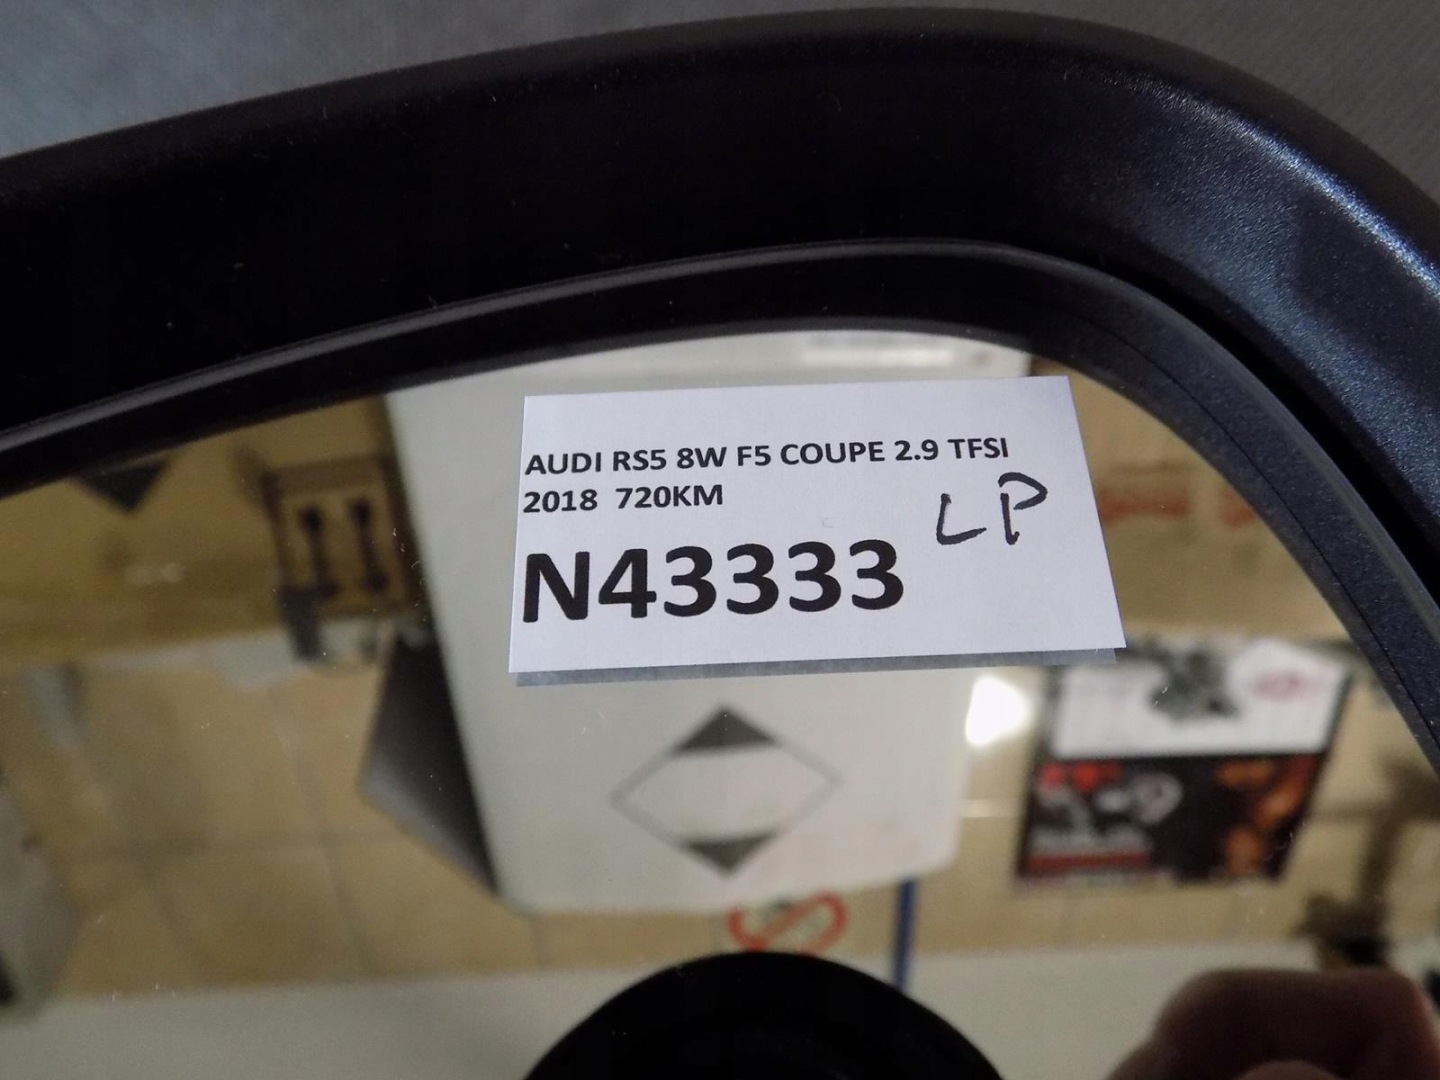 AUDI RS5 8W F5 COUPE 2.9 TFSI
2018 720KM
LP
N43333